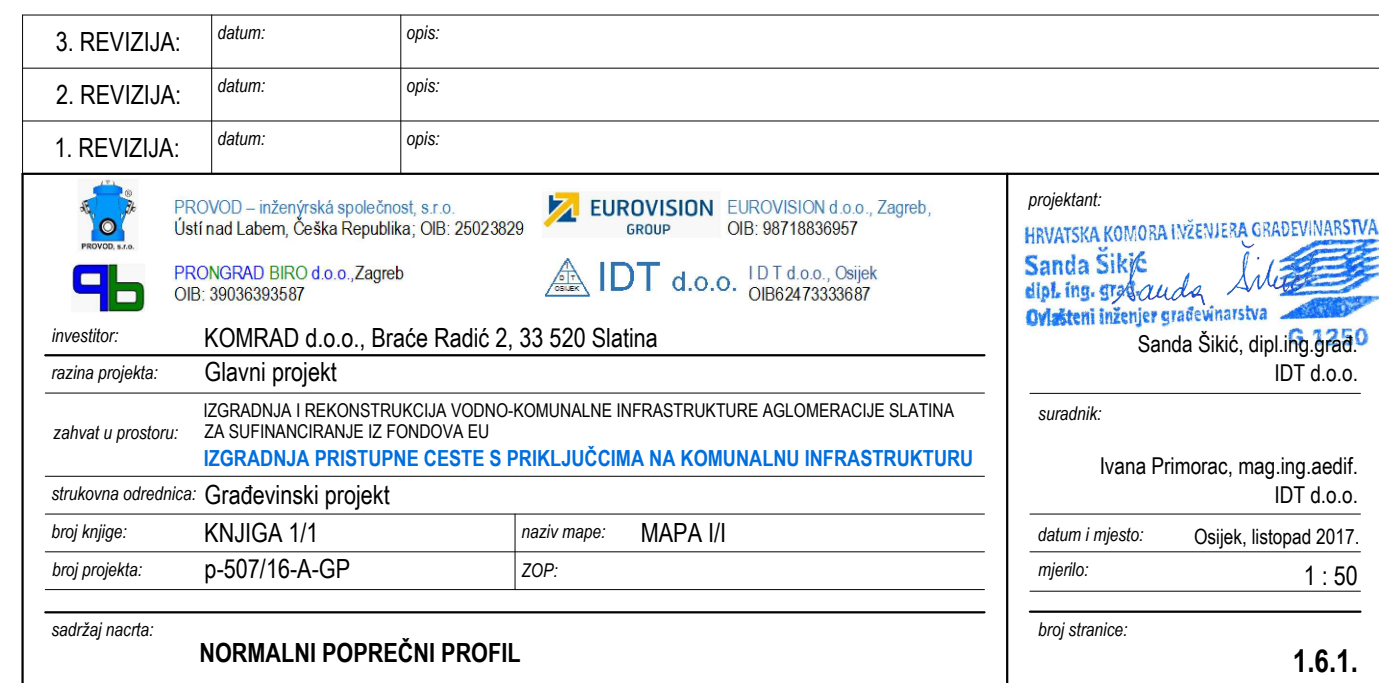 3. REVIZIJA: datum: opis:
2. REVIZIJA: datum: opis:
1. REVIZIJA: datum: opis:
PROVOD, s.r.o.
PROVOD – inženýrská společnost, s.r.o.
Ústí nad Labem, Češka Republika; OIB: 25023829
EUROVISION
GROUP
EUROVISION d.o.o., Zagreb,
OIB: 98718836957
PRONGRAD BIRO d.o.o.,Zagreb
OIB: 39036393587
OSIJEK
IDT d.o.o.
I D T d.o.o., Osijek
OIB62473333687
investitor: KOMRAD d.o.o., Braće Radić 2, 33 520 Slatina
razina projekta: Glavni projekt
zahvat u prostoru:
IZGRADNJA I REKONSTRUKCIJA VODNO-KOMUNALNE INFRASTRUKTURE AGLOMERACIJE SLATINA
ZA SUFINANCIRANJE IZ FONDOVA EU
IZGRADNJA PRISTUPNE CESTE S PRIKLJUČCIMA NA KOMUNALNU INFRASTRUKTURU
strukovna odrednica: Građevinski projekt
broj knjige: KNJIGA 1/1 naziv mape: MAPA I/I
broj projekta: p-507/16-A-GP ZOP:
sadržaj nacrta:
NORMALNI POPREČNI PROFIL
projektant:
HRVATSKA KOMORA INŽENJERA GRAĐEVINARSTVA
Sanda Šikić
dipl. ing. građ.
Ovlašteni inženjer građevinarstva
G 1250
Sanda Šikić, dipl.ing.građ.
IDT d.o.o.
suradnik:
Ivana Primorac, mag.ing.aedif.
IDT d.o.o.
datum i mjesto: Osijek, listopad 2017.
mjerilo: 1 : 50
broj stranice:
1.6.1.